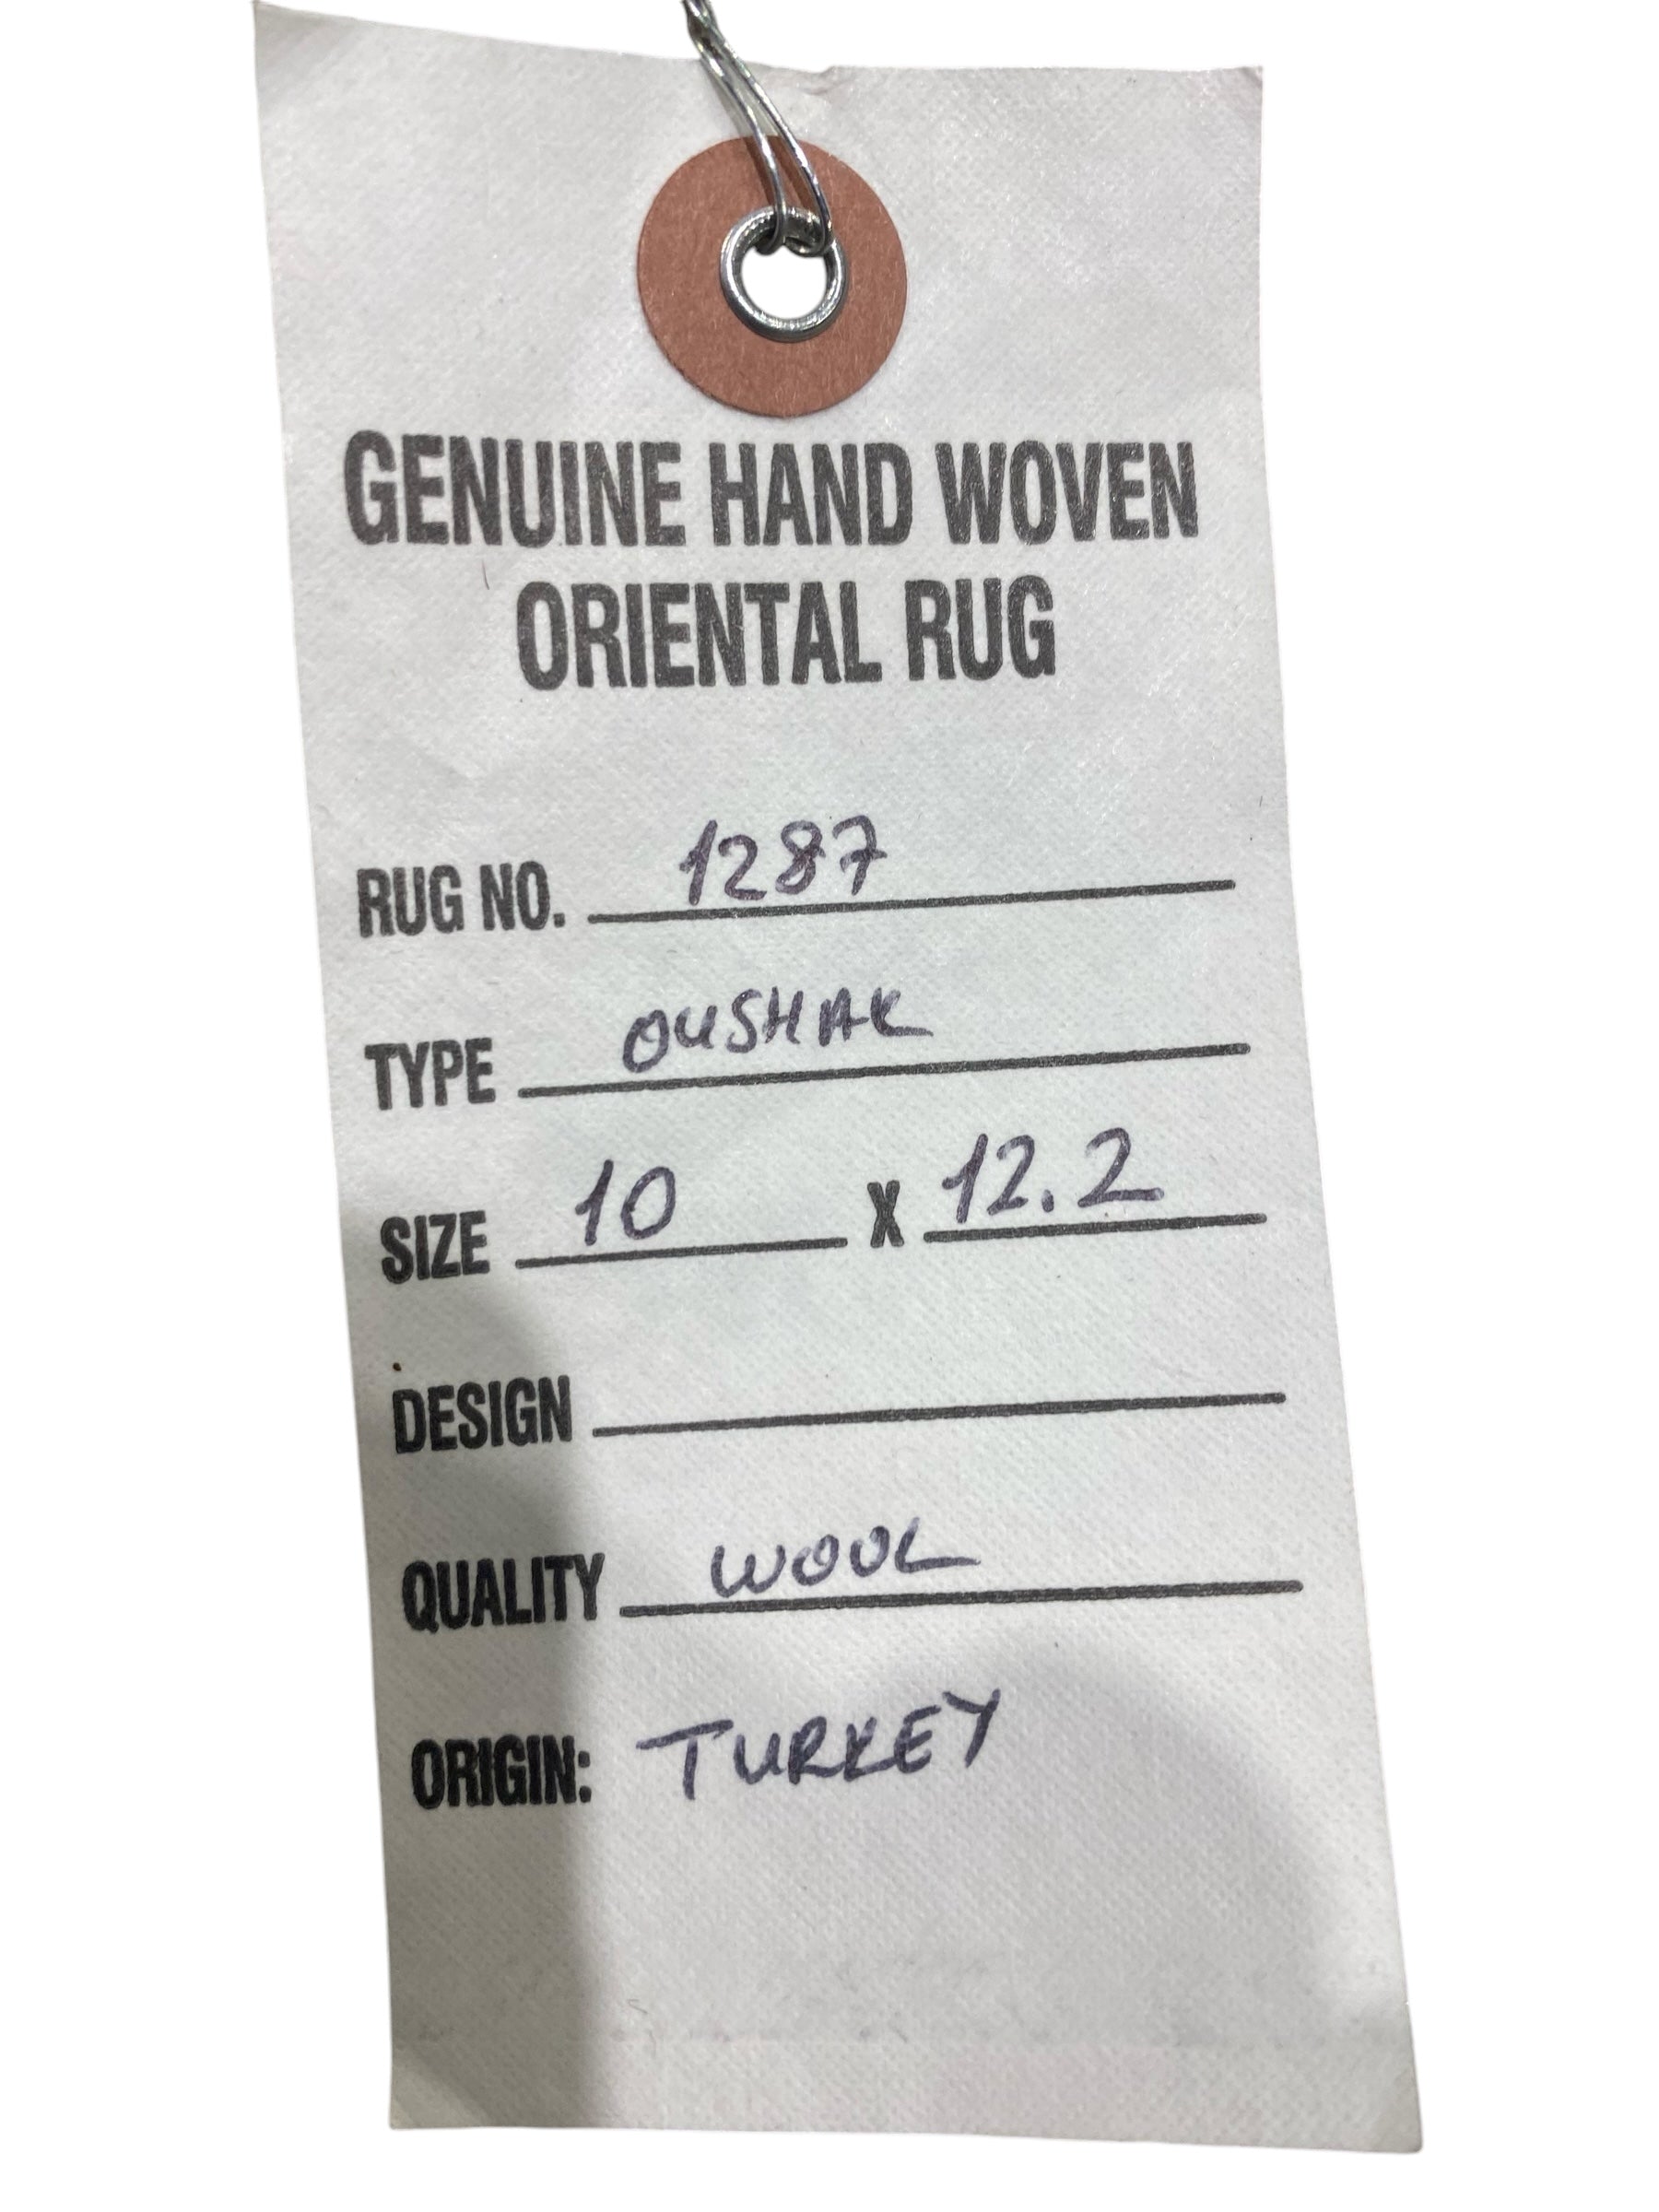 GENUINE HAND WOVEN
ORIENTAL RUG
RUG NO. 1287
TYPE OUSHAK
SIZE 10 X 12.2
DESIGN
QUALITY WOOL
ORIGIN: TURKEY